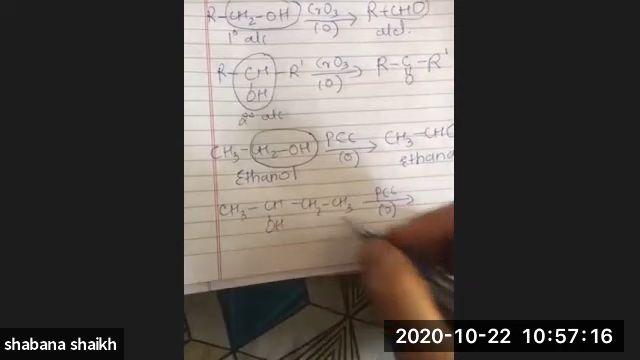 R-CH₂-OH CrO₃ (O) → R-CHO
1° alc ald.
R-CH-R' CrO₃ (O) → R-C-R'
OH O
2° alc
CH₃-CH₂-OH PCC (O) → CH₃-CHO
Ethanol Ethana
CH₃-CH-CH₂-CH₃ PCC (O) →
OH
shabana shaikh
2020-10-22 10:57:16